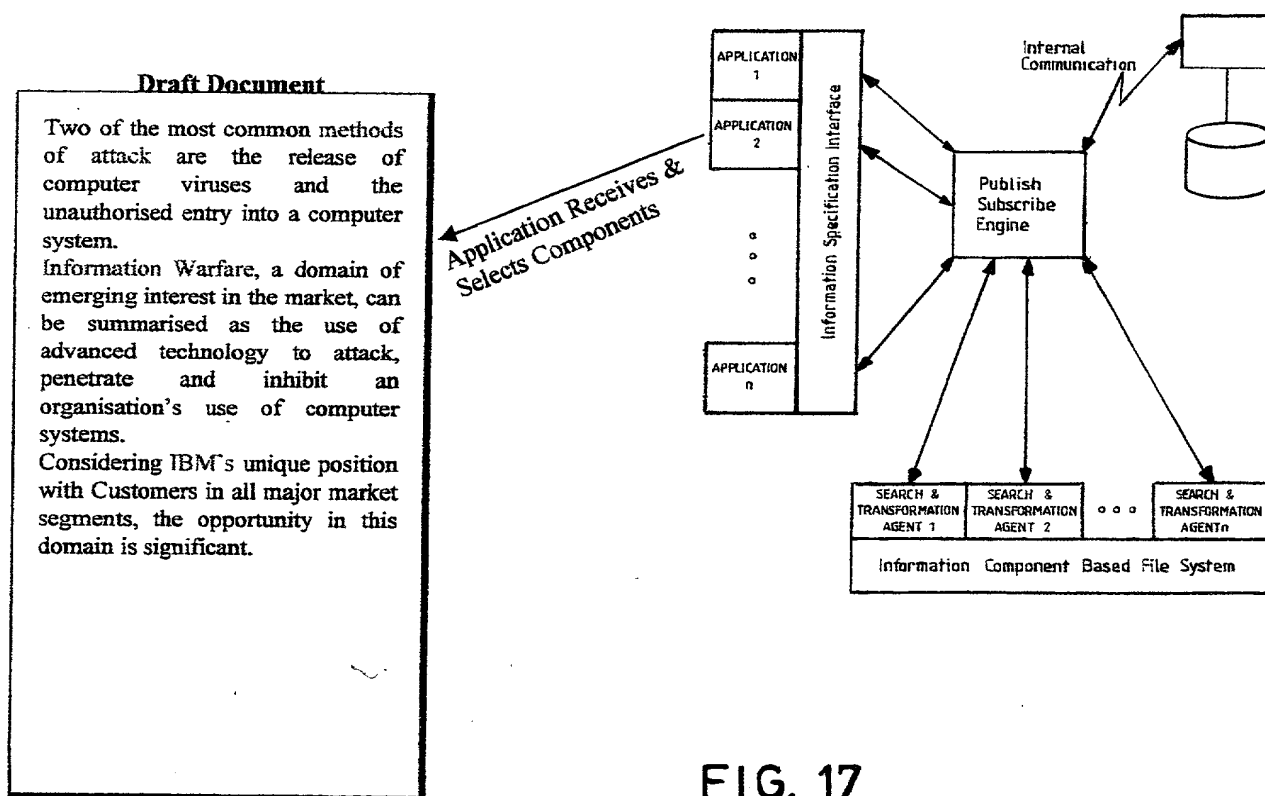 Draft Document
Two of the most common methods
of attack are the release of
computer viruses and the
unauthorised entry into a computer
system.
Information Warfare, a domain of
emerging interest in the market, can
be summarised as the use of
advanced technology to attack,
penetrate and inhibit an
organisation's use of computer
systems.
Considering IBM's unique position
with Customers in all major market
segments, the opportunity in this
domain is significant.
Application Receives &
Selects Components
APPLICATION
1
APPLICATION
2
APPLICATION
n
Information Specification Interface
Internal
Communication
Publish
Subscribe
Engine
SEARCH &
TRANSFORMATION
AGENT 1
SEARCH &
TRANSFORMATION
AGENT 2
SEARCH &
TRANSFORMATION
AGENTn
Information Component Based File System
FIG. 17